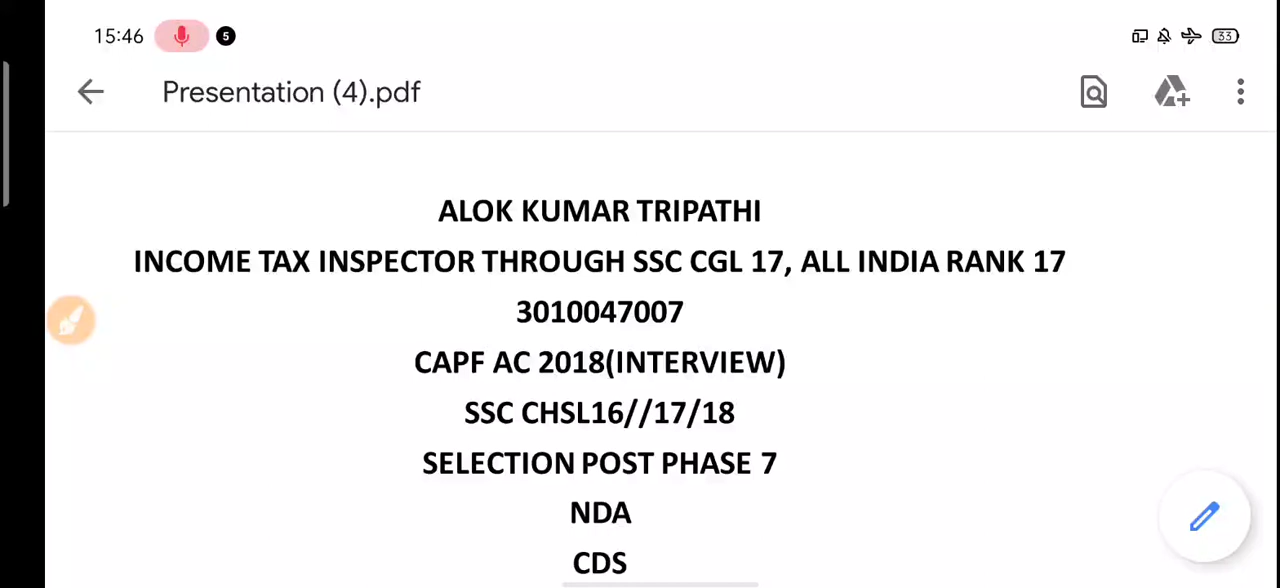 15:46 5 33
Presentation (4).pdf
ALOK KUMAR TRIPATHI
INCOME TAX INSPECTOR THROUGH SSC CGL 17, ALL INDIA RANK 17
3010047007
CAPF AC 2018(INTERVIEW)
SSC CHSL16//17/18
SELECTION POST PHASE 7
NDA
CDS